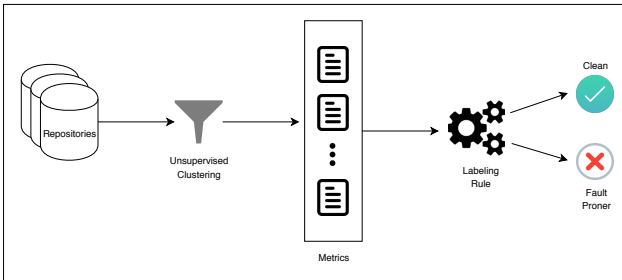 Repositories
Unsupervised
Clustering
Metrics
Labeling
Rule
Clean
Fault
Proner